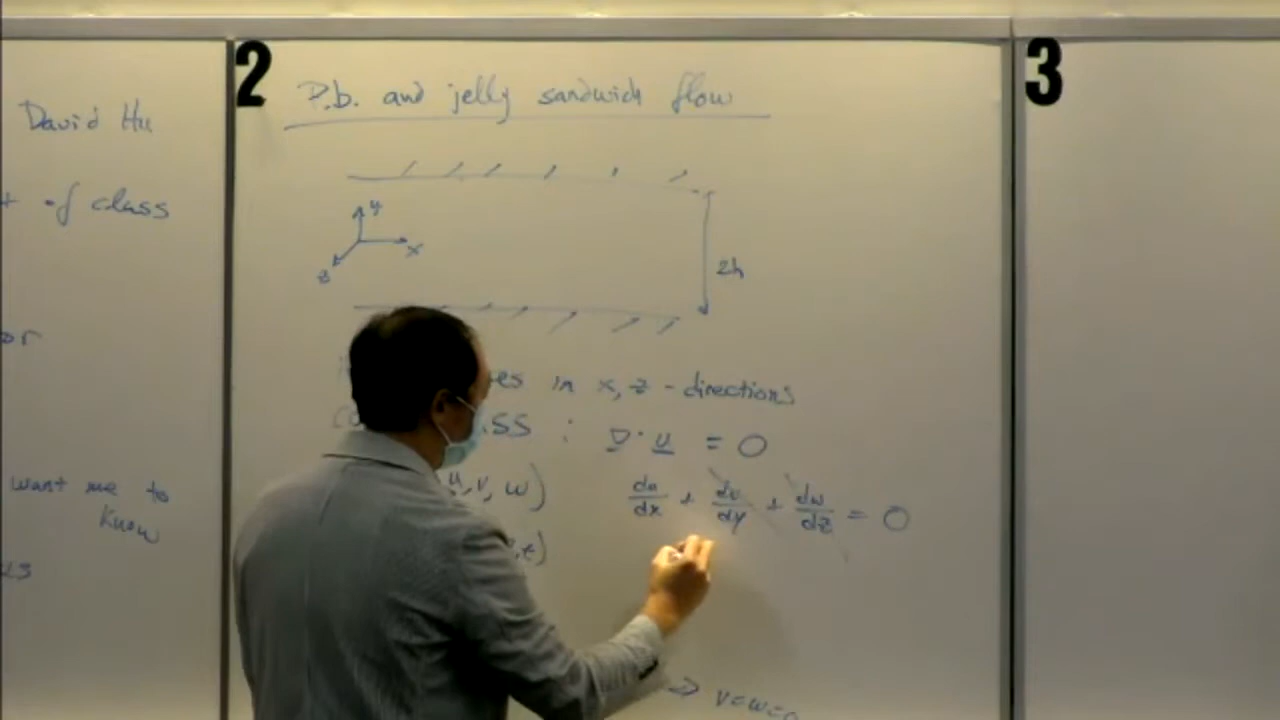 David Hu
of class
want me to
know
2
P.b. and jelly sandwich flow
y
x
z
2h
in x, z - directions
: ∇ · u = 0
u, v, w)
du/dx + dv/dy + dw/dz = 0
,t)
⇒ v=w=0
3